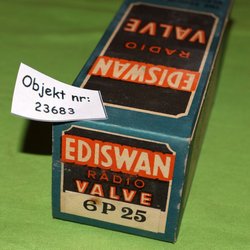 VALVE
RADIO
EDISWAN
Objekt nr:
23683
EDISWAN
RADIO
VALVE
6P25